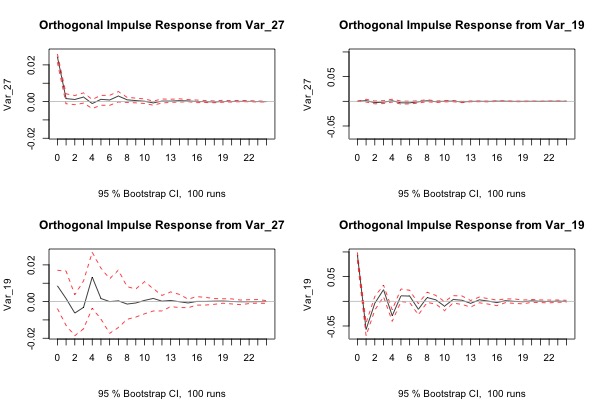 Orthogonal Impulse Response from Var_27
Var_27
0.02
0.00
-0.02
0 2 4 6 8 10 13 16 19 22
95 % Bootstrap CI, 100 runs
Orthogonal Impulse Response from Var_19
Var_27
0.05
-0.05
0 2 4 6 8 10 13 16 19 22
95 % Bootstrap CI, 100 runs
Orthogonal Impulse Response from Var_27
Var_19
0.02
0.00
-0.02
0 2 4 6 8 10 13 16 19 22
95 % Bootstrap CI, 100 runs
Orthogonal Impulse Response from Var_19
Var_19
0.05
-0.05
0 2 4 6 8 10 13 16 19 22
95 % Bootstrap CI, 100 runs